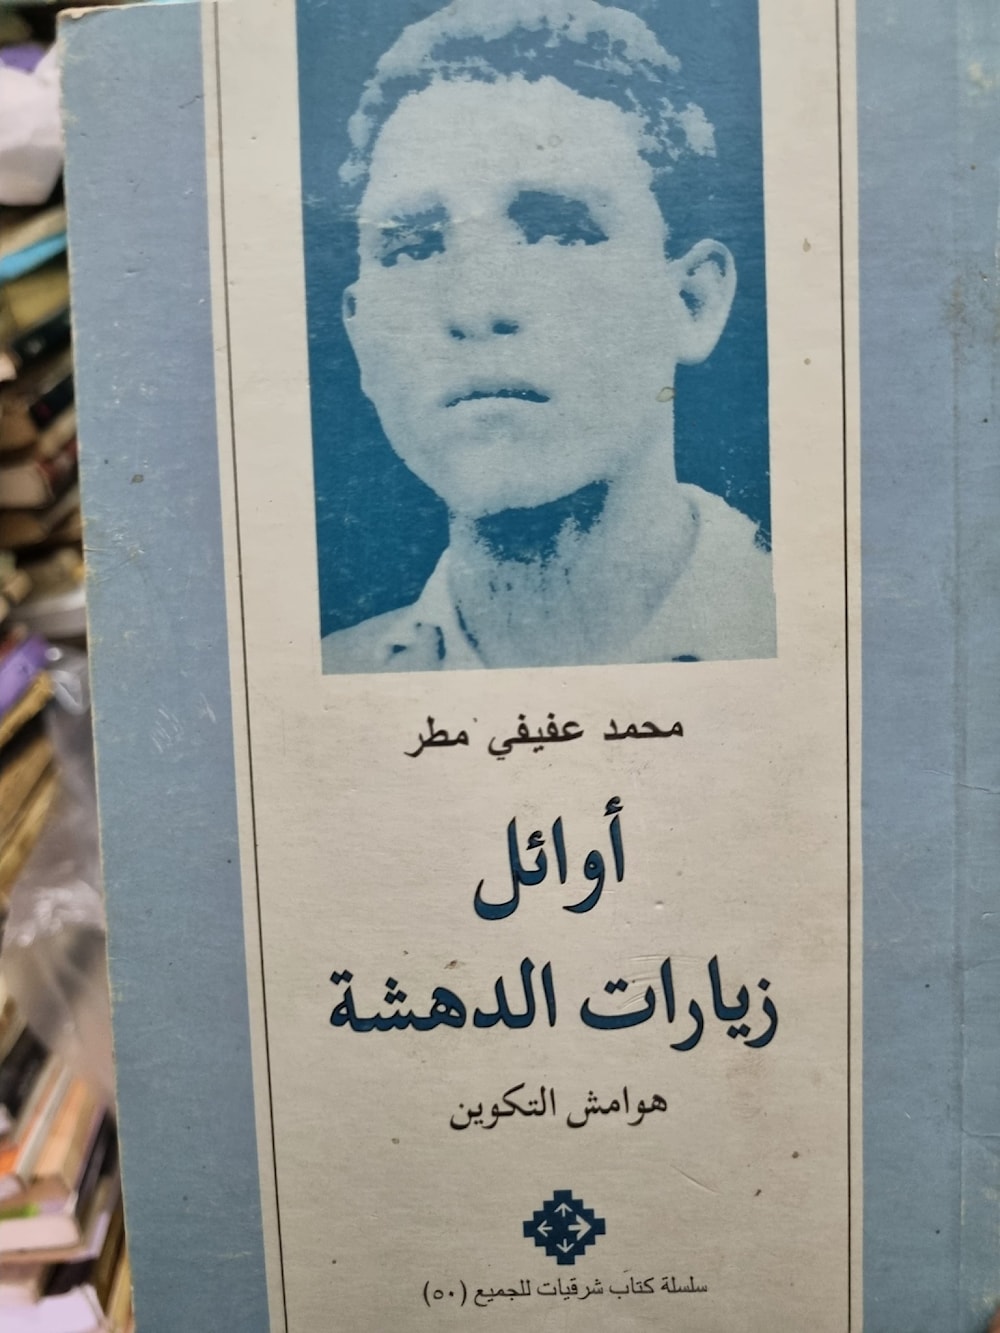 محمد عفيفي مطر
أوائل
زيارات الدهشة
هوامش التكوين
سلسلة كتاب شرقيات للجميع (٥٠)